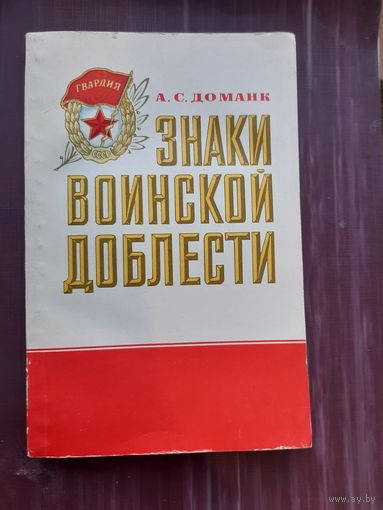 ГВАРДИЯ
СССР
А. С. ДОМАНК
ЗНАКИ
ВОИНСКОЙ
ДОБЛЕСТИ
www.ay.by